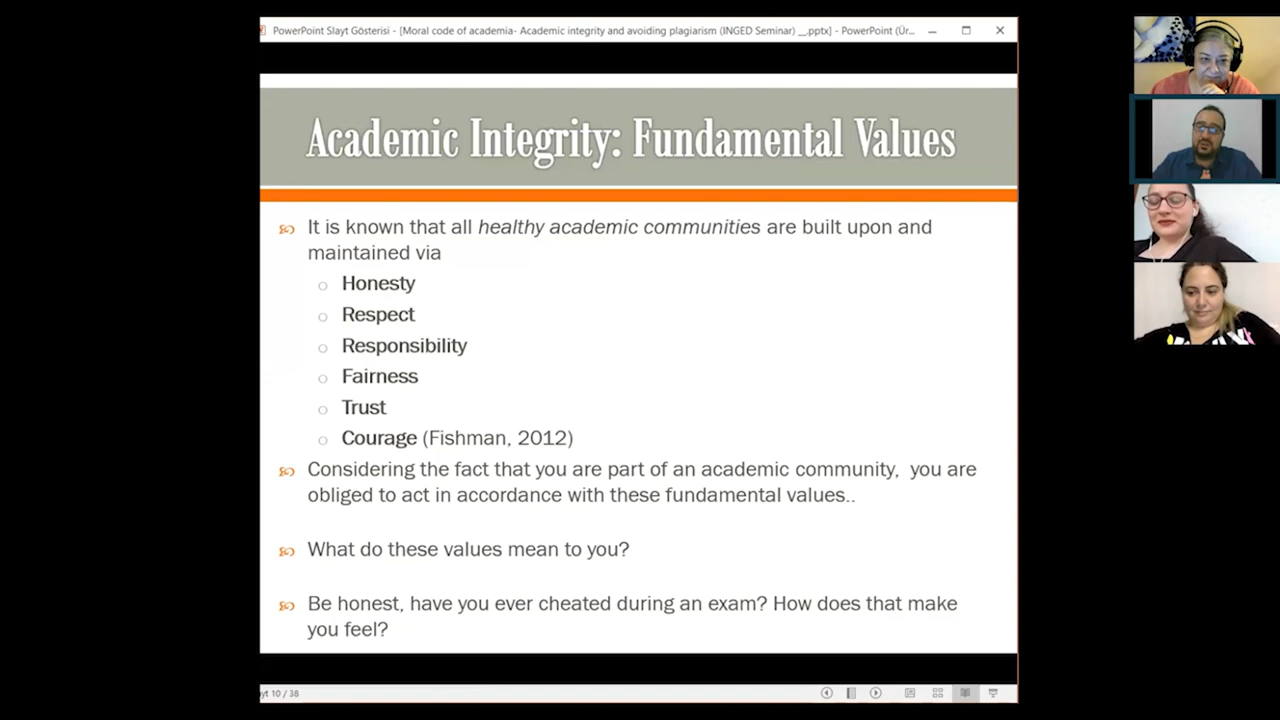 PowerPoint Slayt Gösterisi - [Moral code of academia- Academic integrity and avoiding plagiarism (INGED Seminar) __.pptx] - PowerPoint (Ür...
Academic Integrity: Fundamental Values
It is known that all healthy academic communities are built upon and
maintained via
Honesty
Respect
Responsibility
Fairness
Trust
Courage (Fishman, 2012)
Considering the fact that you are part of an academic community, you are
obliged to act in accordance with these fundamental values..
What do these values mean to you?
Be honest, have you ever cheated during an exam? How does that make
you feel?
yt 10 / 38